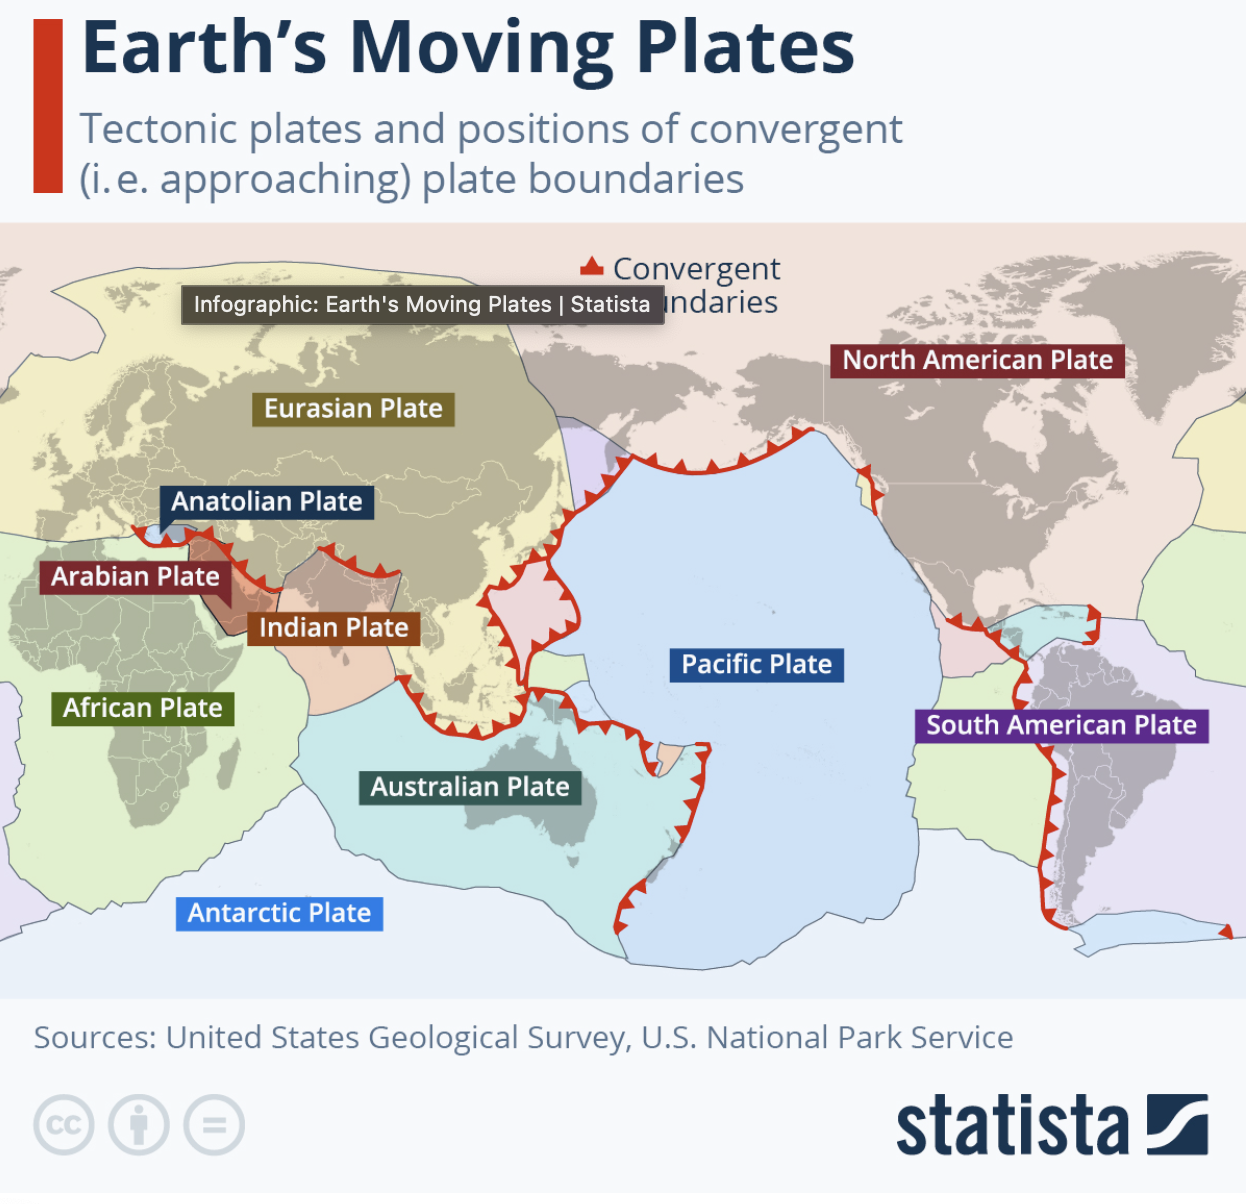 Earth's Moving Plates
Tectonic plates and positions of convergent
(i. e. approaching) plate boundaries
Convergent
Infographic: Earth's Moving Plates | Statista
North American Plate
Eurasian Plate
Anatolian Plate
Arabian Plate
Indian Plate
Pacific Plate
African Plate
South American Plate
Australian Plate
Antarctic Plate
Sources: United States Geological Survey, U.S. National Park Service
cc
statista